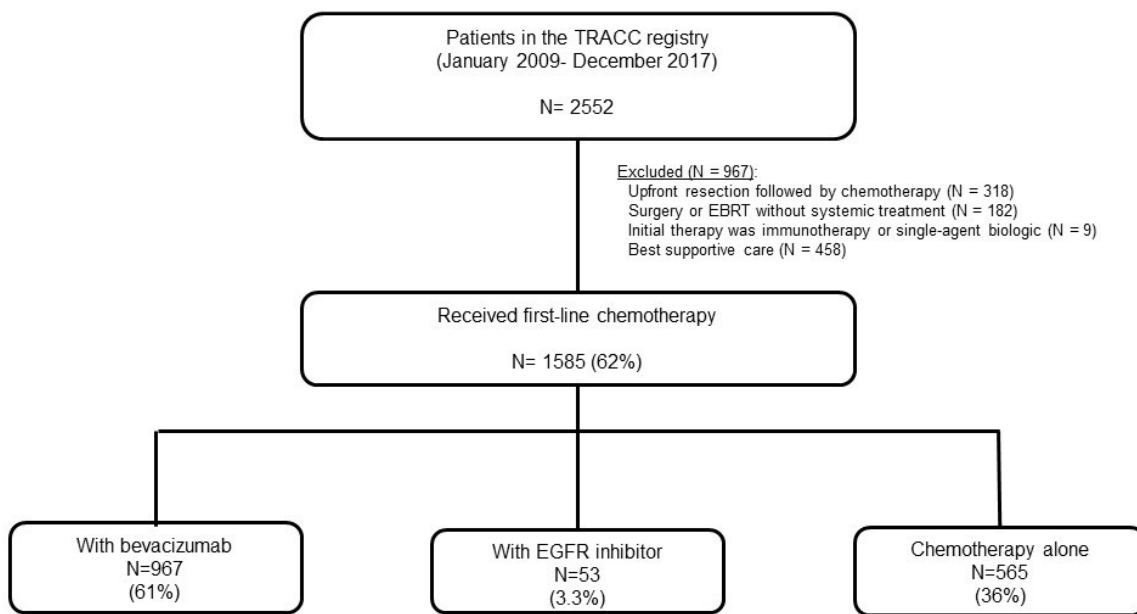 Patients in the TRACC registry
(January 2009- December 2017)
N= 2552
Excluded (N = 967):
Upfront resection followed by chemotherapy (N = 318)
Surgery or EBRT without systemic treatment (N = 182)
Initial therapy was immunotherapy or single-agent biologic (N = 9)
Best supportive care (N = 458)
Received first-line chemotherapy
N= 1585 (62%)
With bevacizumab
N=967
(61%)
With EGFR inhibitor
N=53
(3.3%)
Chemotherapy alone
N=565
(36%)